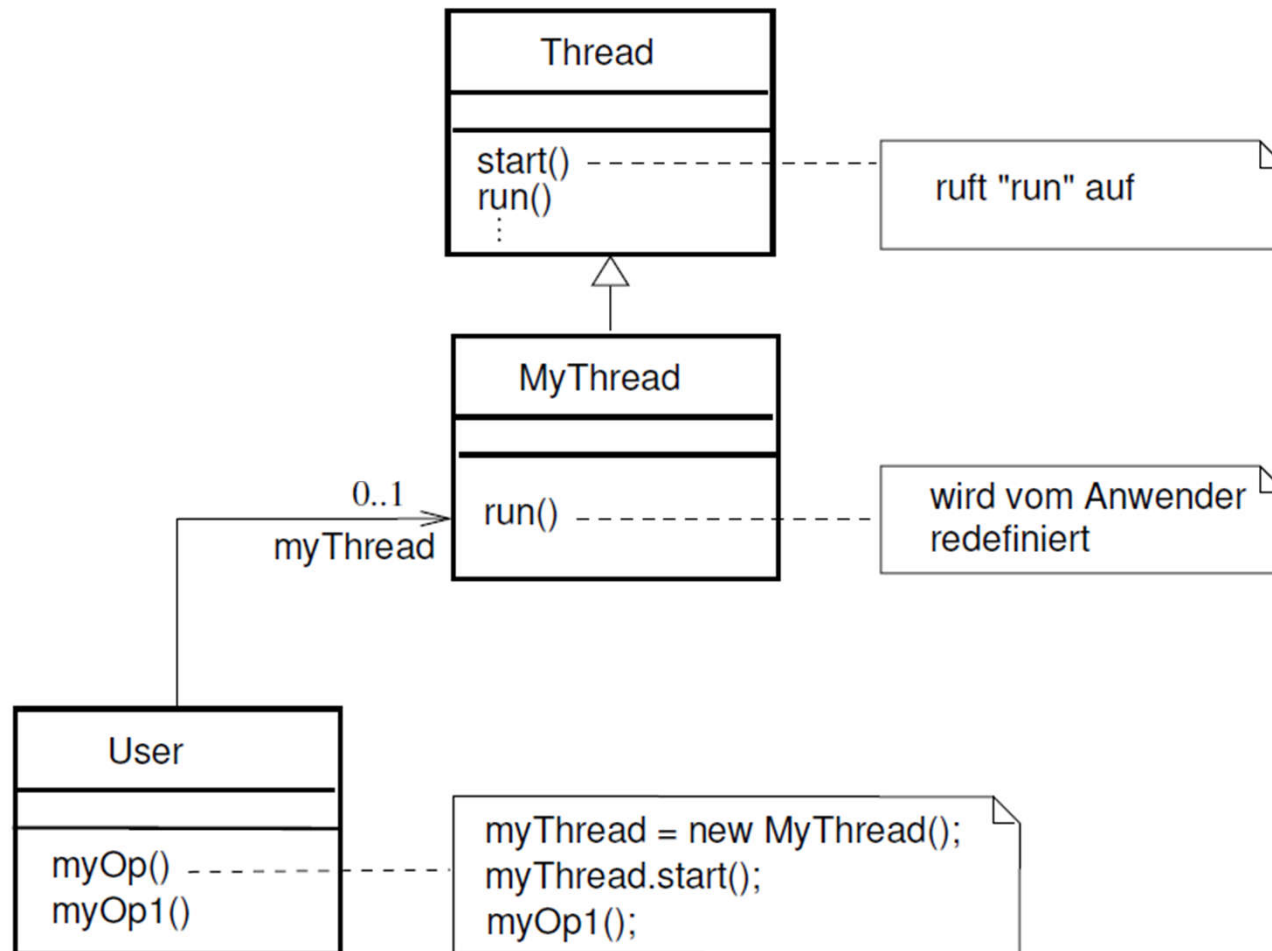 Thread
start()
run()
⋮
ruft "run" auf
MyThread
run()
wird vom Anwender
redefiniert
0..1
myThread
User
myOp()
myOp1()
myThread = new MyThread();
myThread.start();
myOp1();